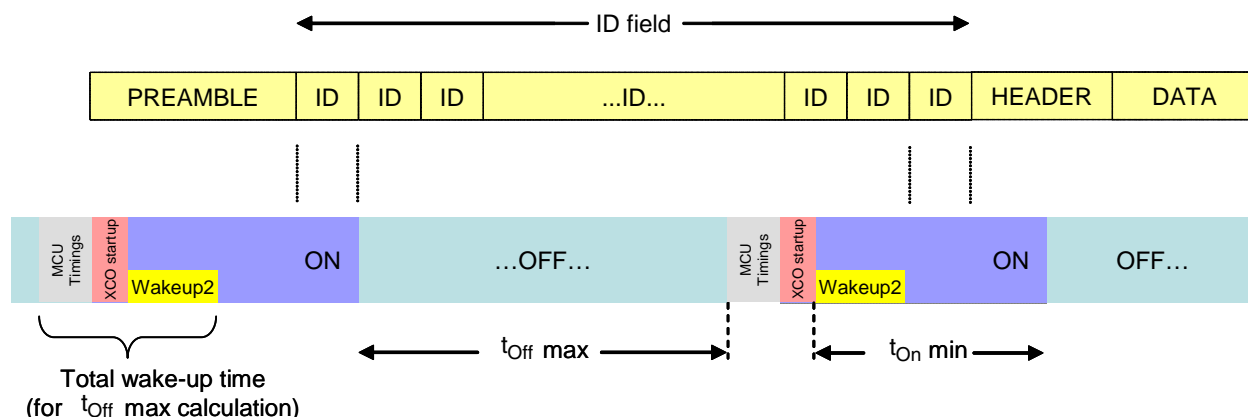 ID field
PREAMBLE ID ID ID ...ID... ID ID ID HEADER DATA
MCU Timings XCO startup Wakeup2 ON ...OFF... MCU Timings XCO startup Wakeup2 ON OFF...
tOff max tOn min
Total wake-up time
(for tOff max calculation)